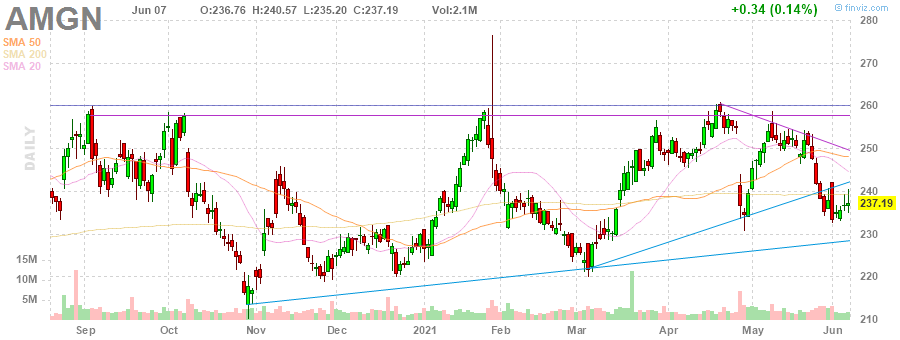 AMGN Jun 07 O:236.76 H:240.57 L:235.20 C:237.19 Vol:2.1M +0.34 (0.14%) © finviz.com
SMA 50
SMA 200
SMA 20
DAILY
280
270
260
250
240
237.19
230
220
210
15M
10M
5M
Sep Oct Nov Dec 2021 Feb Mar Apr May Jun